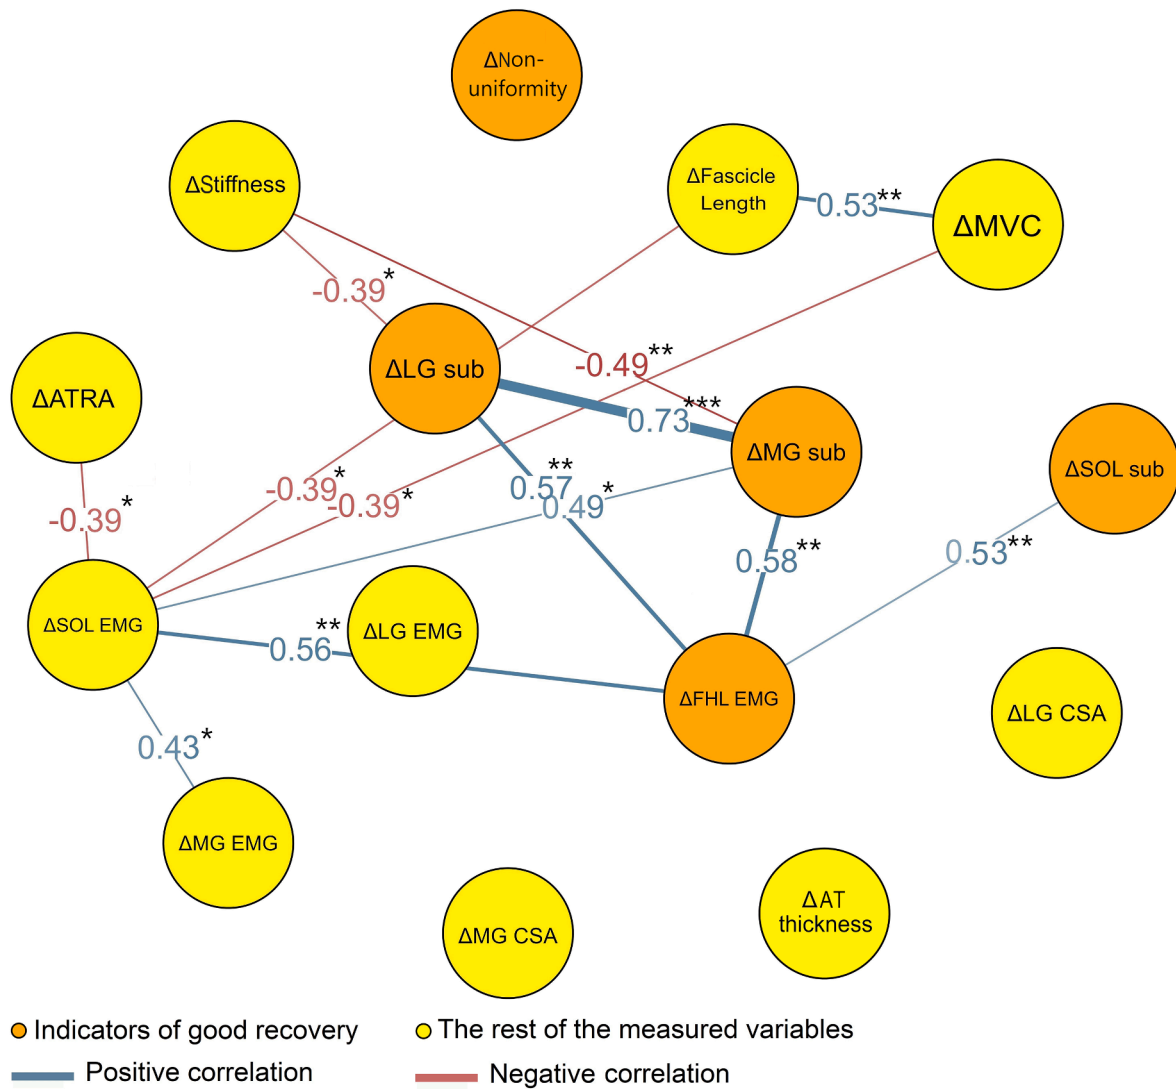 ΔNon-
uniformity
ΔStiffness
ΔFascicle
Length
0.53**
ΔMVC
-0.39*
ΔLG sub
-0.49**
ΔATRA
0.73***
ΔMG sub
ΔSOL sub
-0.39*
-0.39*
-0.39*
0.57**
0.49*
0.53**
0.58**
ΔSOL EMG
0.56**
ΔLG EMG
ΔFHL EMG
ΔLG CSA
0.43*
ΔMG EMG
ΔMG CSA
ΔAT
thickness
Indicators of good recovery
The rest of the measured variables
Positive correlation
Negative correlation